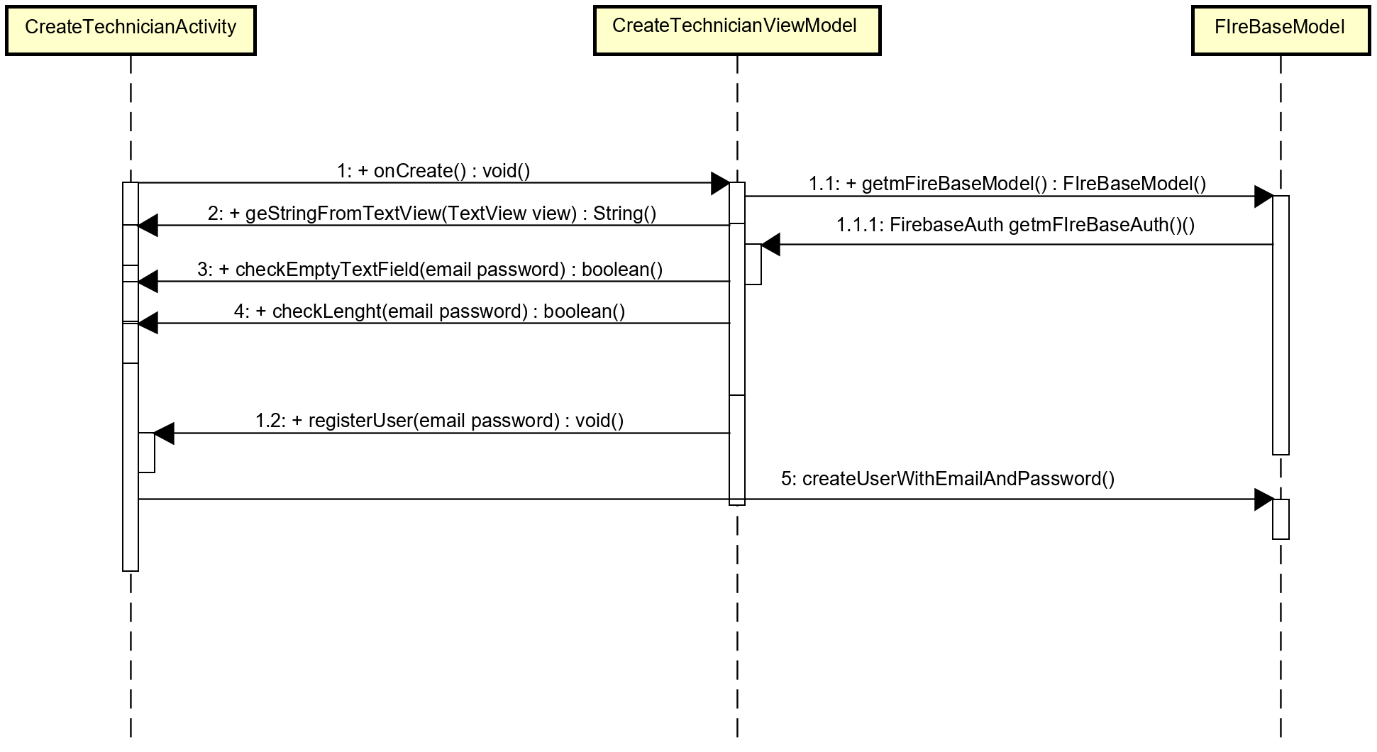 CreateTechnicianActivity
CreateTechnicianViewModel
FIreBaseModel
1: + onCreate() : void()
1.1: + getmFireBaseModel() : FIreBaseModel()
2: + geStringFromTextView(TextView view) : String()
1.1.1: FirebaseAuth getmFIreBaseAuth()()
3: + checkEmptyTextField(email password) : boolean()
4: + checkLenght(email password) : boolean()
1.2: + registerUser(email password) : void()
5: createUserWithEmailAndPassword()